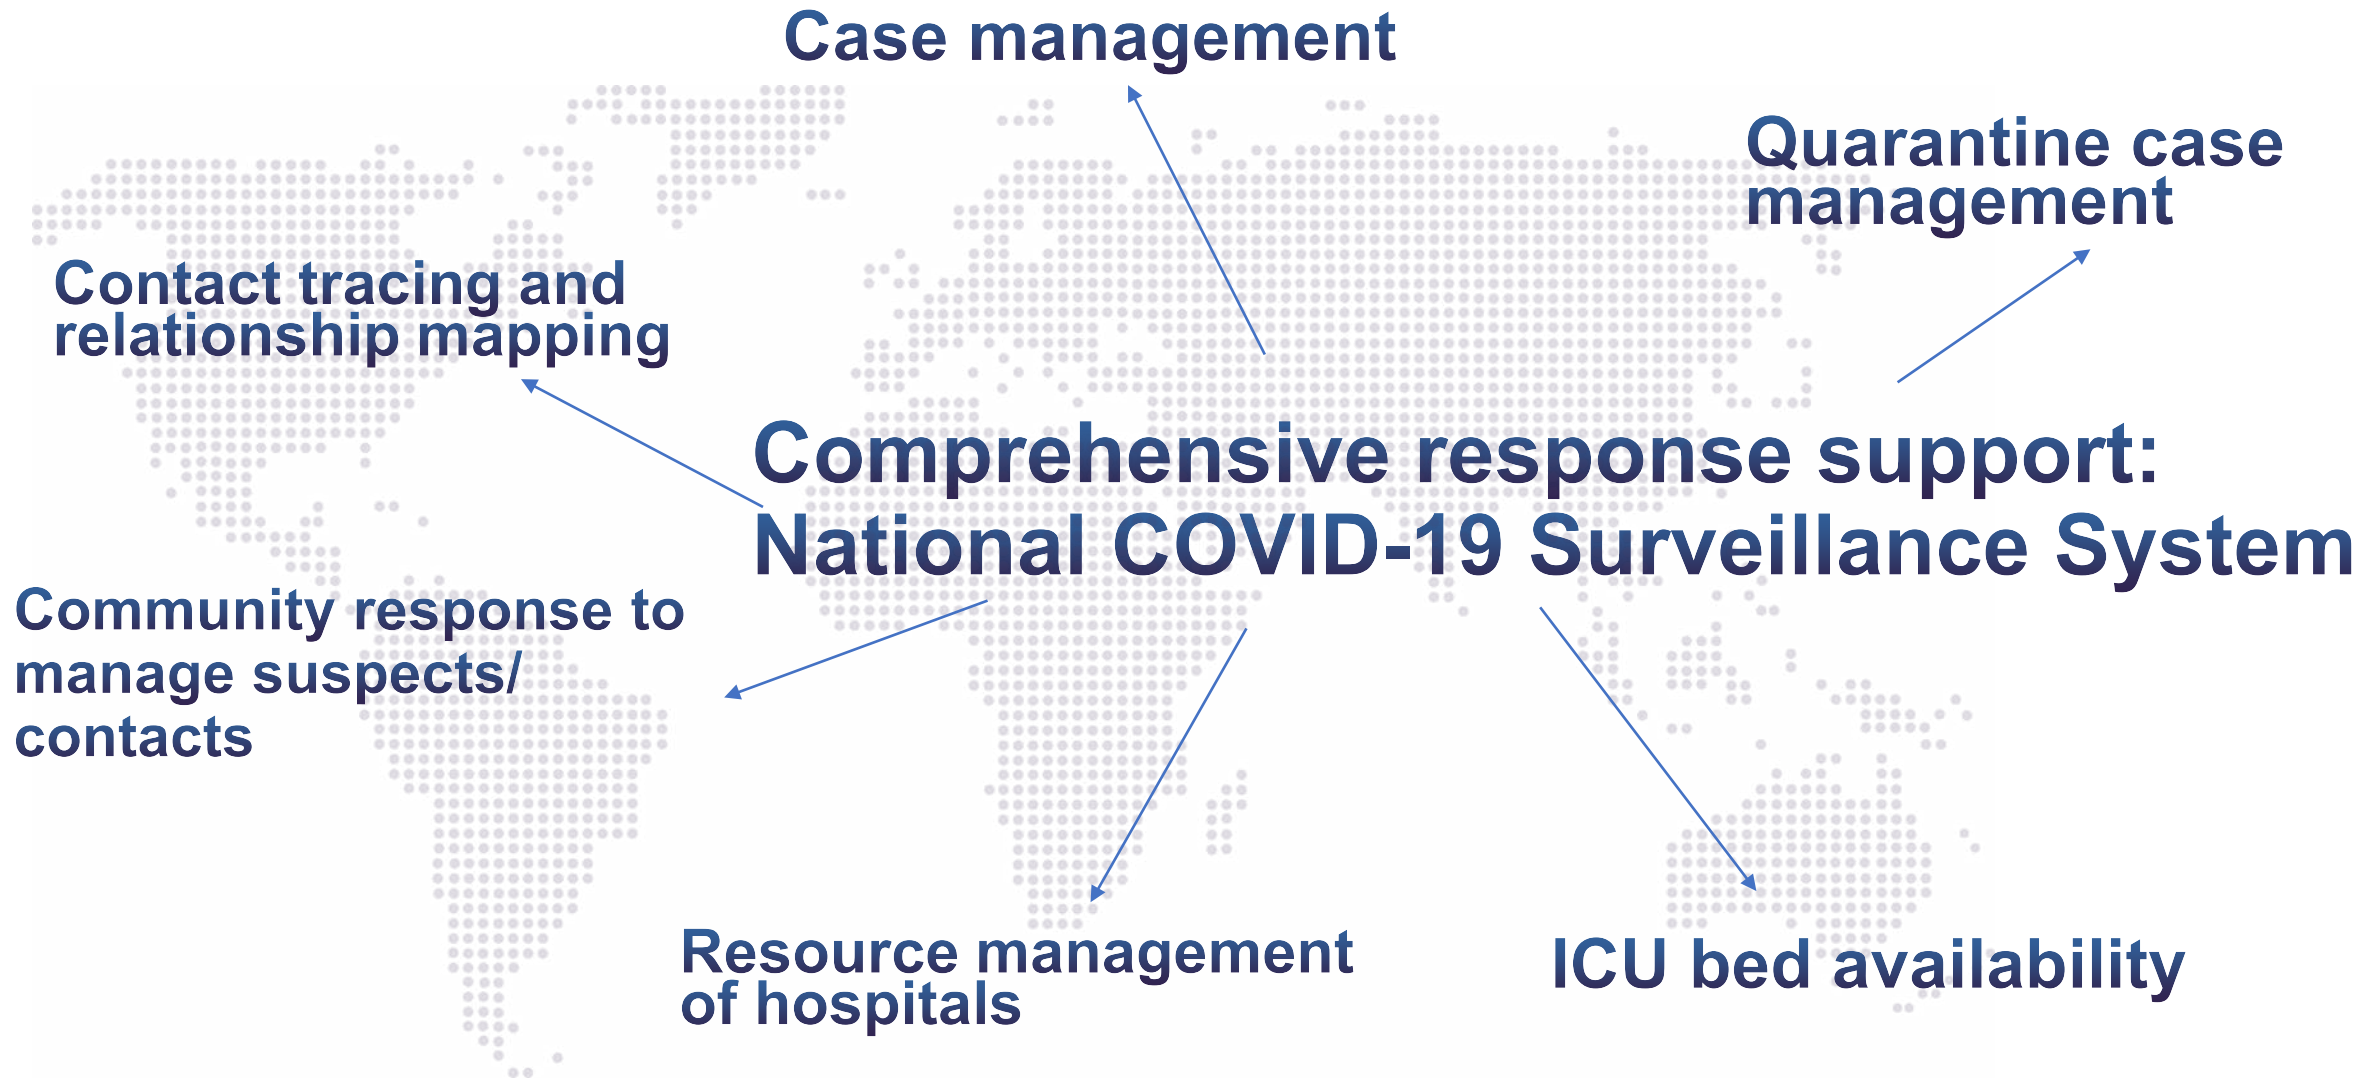 Case management
Quarantine case
management
Contact tracing and
relationship mapping
Comprehensive response support:
National COVID-19 Surveillance System
Community response to
manage suspects/
contacts
Resource management
of hospitals
ICU bed availability